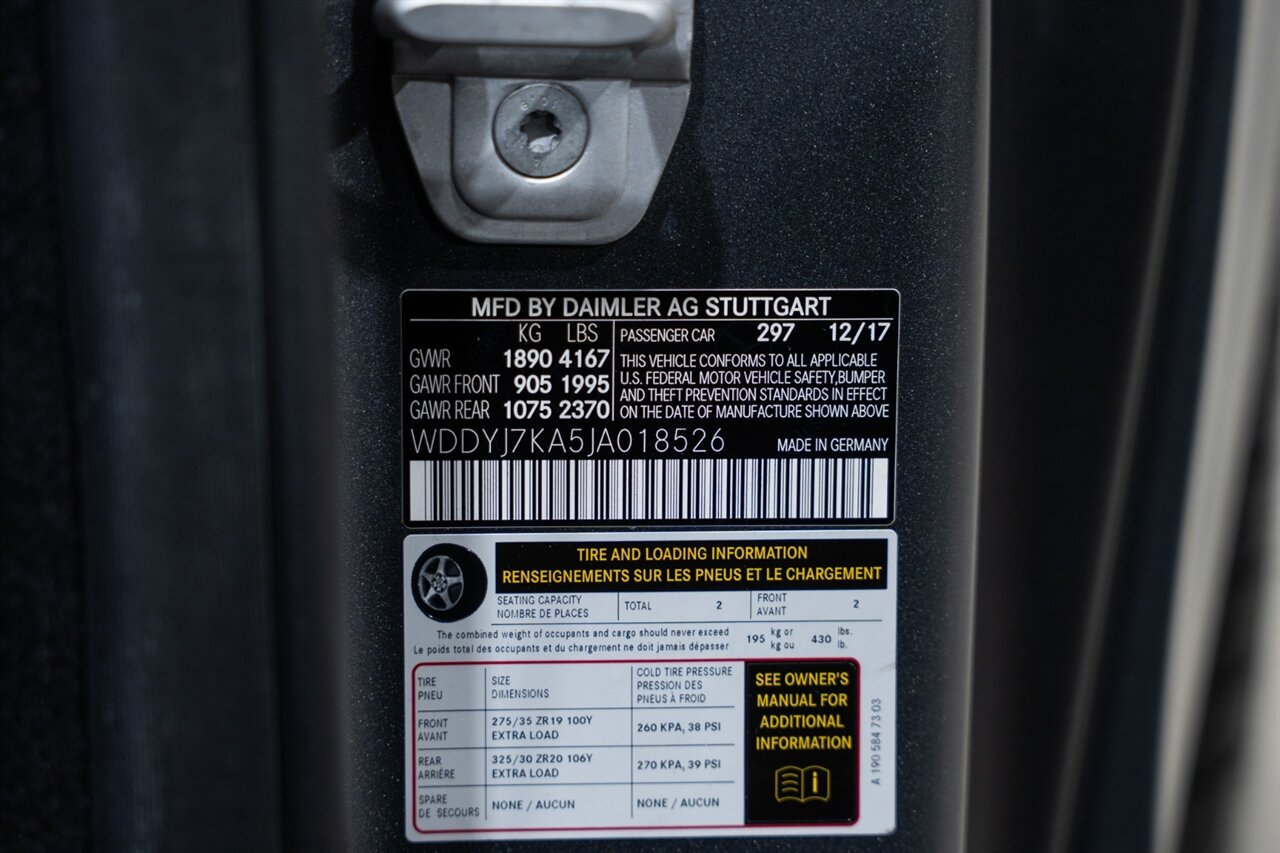 MFD BY DAIMLER AG STUTTGART
KG LBS
GVWR 1890 4167
GAWR FRONT 905 1995
GAWR REAR 1075 2370
PASSENGER CAR 297 12/17
THIS VEHICLE CONFORMS TO ALL APPLICABLE
U.S. FEDERAL MOTOR VEHICLE SAFETY,BUMPER
AND THEFT PREVENTION STANDARDS IN EFFECT
ON THE DATE OF MANUFACTURE SHOWN ABOVE
WDDYJ7KA5JA018526 MADE IN GERMANY
TIRE AND LOADING INFORMATION
RENSEIGNEMENTS SUR LES PNEUS ET LE CHARGEMENT
SEATING CAPACITY
NOMBRE DE PLACES
TOTAL 2
FRONT
AVANT
2
The combined weight of occupants and cargo should never exceed
Le poids total des occupants et du chargement ne doit jamais dépasser
195 kg or
kg ou
430 lbs.
lb.
TIRE
PNEU
SIZE
DIMENSIONS
COLD TIRE PRESSURE
PRESSION DES
PNEUS À FROID
FRONT
AVANT
275/35 ZR19 100Y
EXTRA LOAD
260 KPA, 38 PSI
REAR
ARRIÈRE
325/30 ZR20 106Y
EXTRA LOAD
270 KPA, 39 PSI
SPARE
DE SECOURS
NONE / AUCUN
NONE / AUCUN
SEE OWNER'S
MANUAL FOR
ADDITIONAL
INFORMATION
A 190 584 73 03